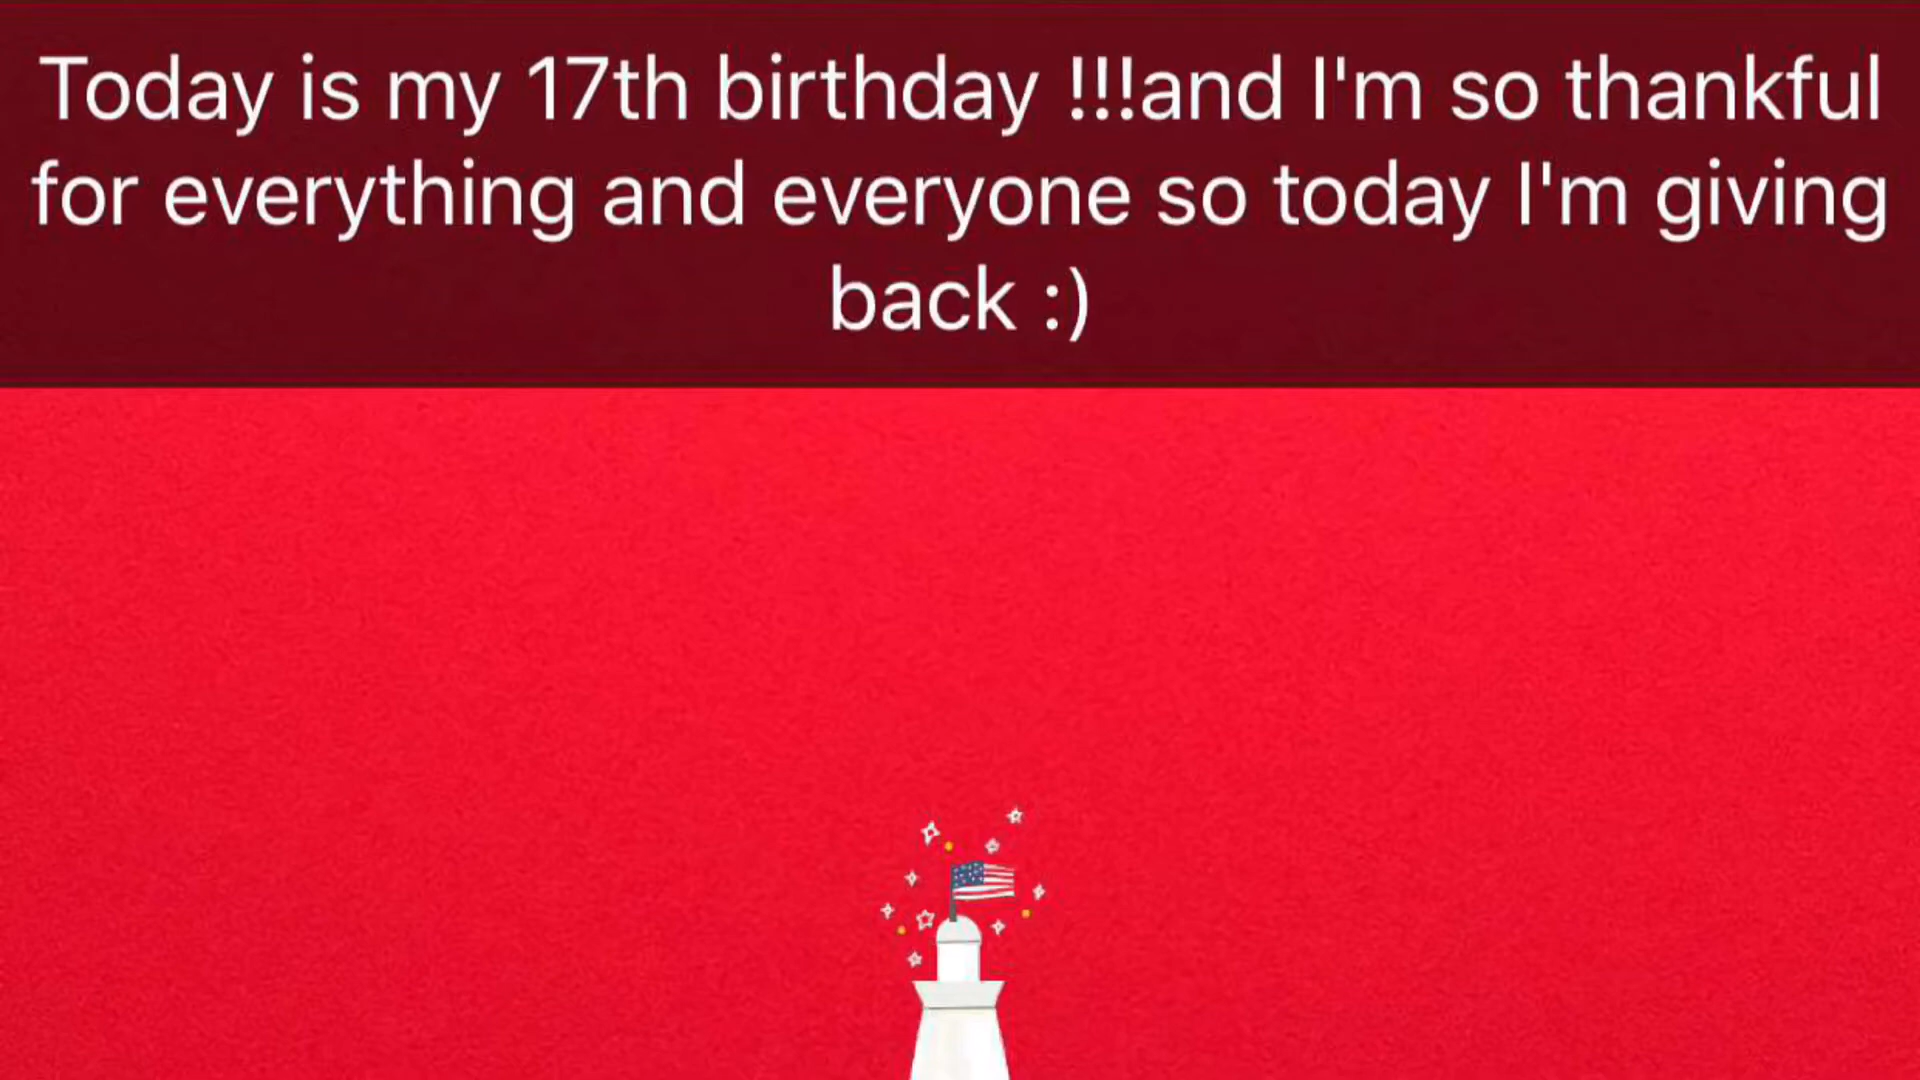 Today is my 17th birthday !!!and I'm so thankful
for everything and everyone so today I'm giving
back :)